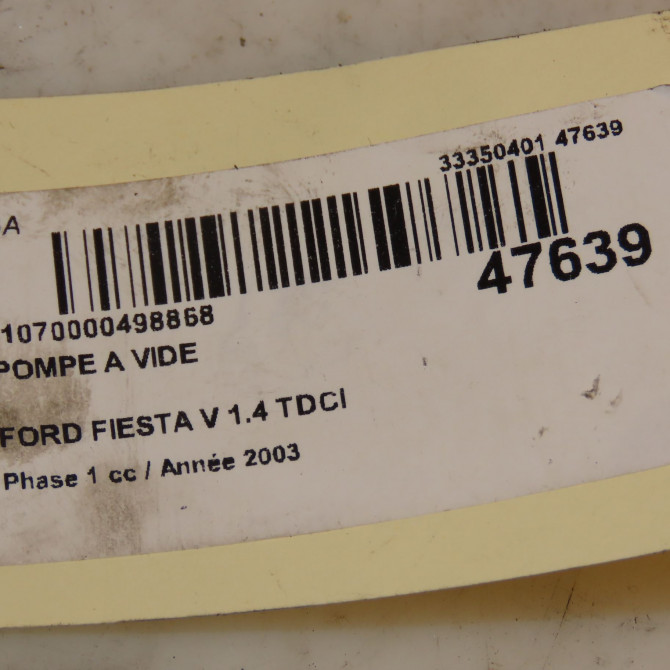 33350401 47639
A
47639
1070000498868
POMPE A VIDE
FORD FIESTA V 1.4 TDCI
Phase 1 cc / Année 2003